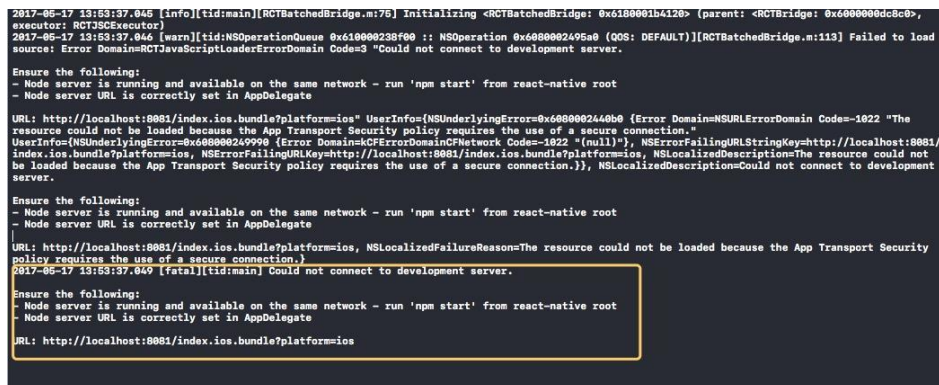 2017-05-17 13:53:37.045 [info][tid:main][RCTBatchedBridge.m:75] Initializing <RCTBatchedBridge: 0x6180001b4120> (parent: <RCTBridge: 0x6000000dc8c0>,
executor: RCTJSCExecutor)
2017-05-17 13:53:37.046 [warn][tid:NSOperationQueue 0x610000238f00 :: NSOperation 0x6080002495a0 (QOS: DEFAULT)][RCTBatchedBridge.m:113] Failed to load
source: Error Domain=RCTJavaScriptLoaderErrorDomain Code=3 "Could not connect to development server.
Ensure the following:
- Node server is running and available on the same network - run 'npm start' from react-native root
- Node server URL is correctly set in AppDelegate
URL: http://localhost:8081/index.ios.bundle?platform=ios" UserInfo={NSUnderlyingError=0x6080002440b0 {Error Domain=NSURLErrorDomain Code=-1022 "The
resource could not be loaded because the App Transport Security policy requires the use of a secure connection."
UserInfo={NSUnderlyingError=0x608000249990 {Error Domain=kCFErrorDomainCFNetwork Code=-1022 "(null)"}, NSErrorFailingURLStringKey=http://localhost:8081/
index.ios.bundle?platform=ios, NSErrorFailingURLKey=http://localhost:8081/index.ios.bundle?platform=ios, NSLocalizedDescription=The resource could not
be loaded because the App Transport Security policy requires the use of a secure connection.}}, NSLocalizedDescription=Could not connect to development
server.
Ensure the following:
- Node server is running and available on the same network - run 'npm start' from react-native root
- Node server URL is correctly set in AppDelegate
URL: http://localhost:8081/index.ios.bundle?platform=ios, NSLocalizedFailureReason=The resource could not be loaded because the App Transport Security
policy requires the use of a secure connection.}
2017-05-17 13:53:37.049 [fatal][tid:main] Could not connect to development server.
Ensure the following:
- Node server is running and available on the same network - run 'npm start' from react-native root
- Node server URL is correctly set in AppDelegate
URL: http://localhost:8081/index.ios.bundle?platform=ios